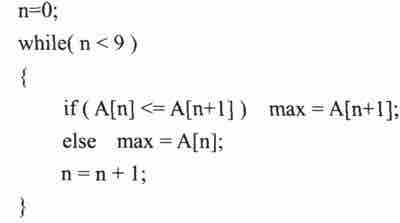 n=0;
while( n < 9 )
{
if ( A[n] <= A[n+1] ) max = A[n+1];
else max = A[n];
n = n + 1;
}